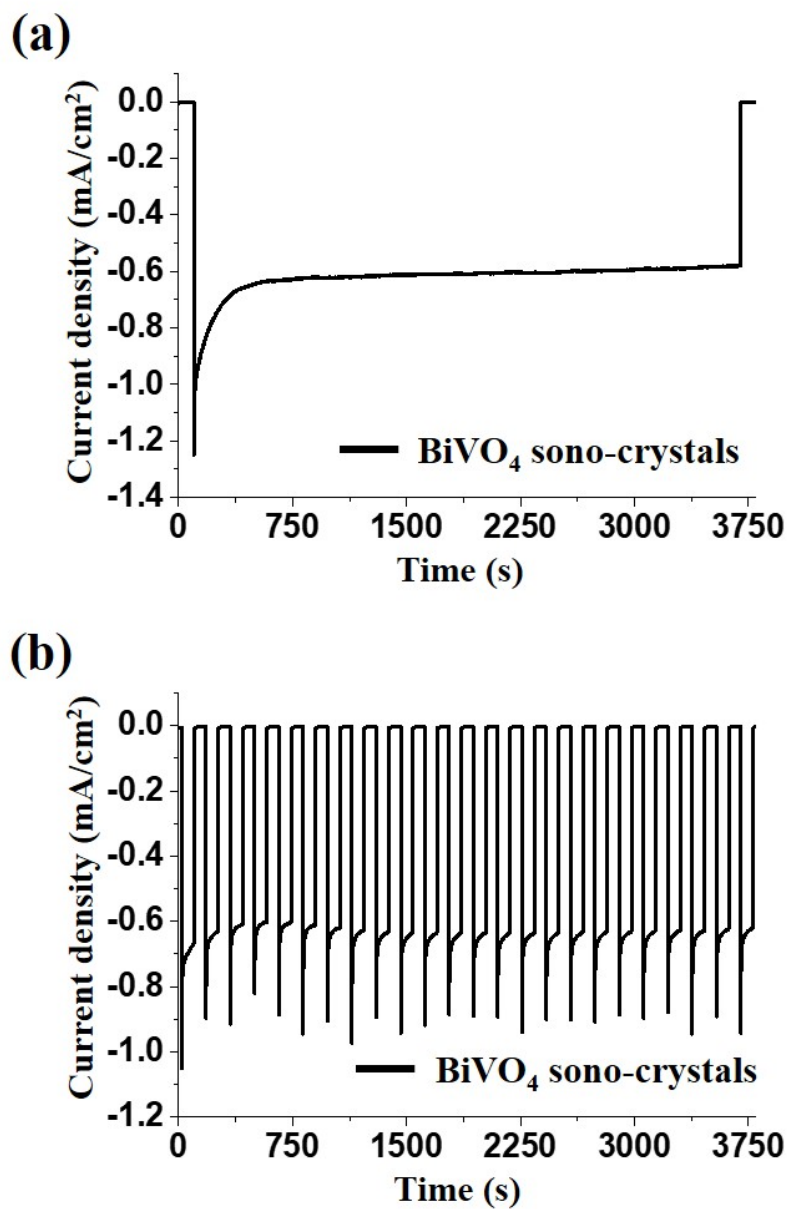 (a)
Current density (mA/cm²)
0.0
-0.2
-0.4
-0.6
-0.8
-1.0
-1.2
-1.4
BiVO₄ sono-crystals
0 750 1500 2250 3000 3750
Time (s)
(b)
Current density (mA/cm²)
0.0
-0.2
-0.4
-0.6
-0.8
-1.0
-1.2
BiVO₄ sono-crystals
0 750 1500 2250 3000 3750
Time (s)